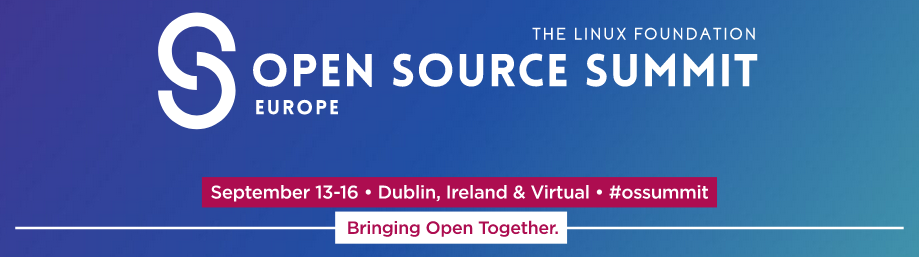 THE LINUX FOUNDATION
OPEN SOURCE SUMMIT
EUROPE
September 13-16 • Dublin, Ireland & Virtual • #ossummit
Bringing Open Together.